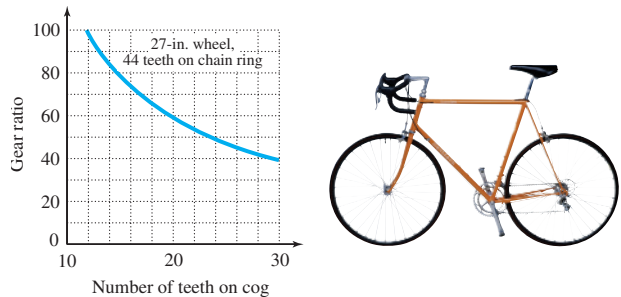 100
80
60
40
20
0
Gear ratio
27-in. wheel,
44 teeth on chain ring
10 20 30
Number of teeth on cog